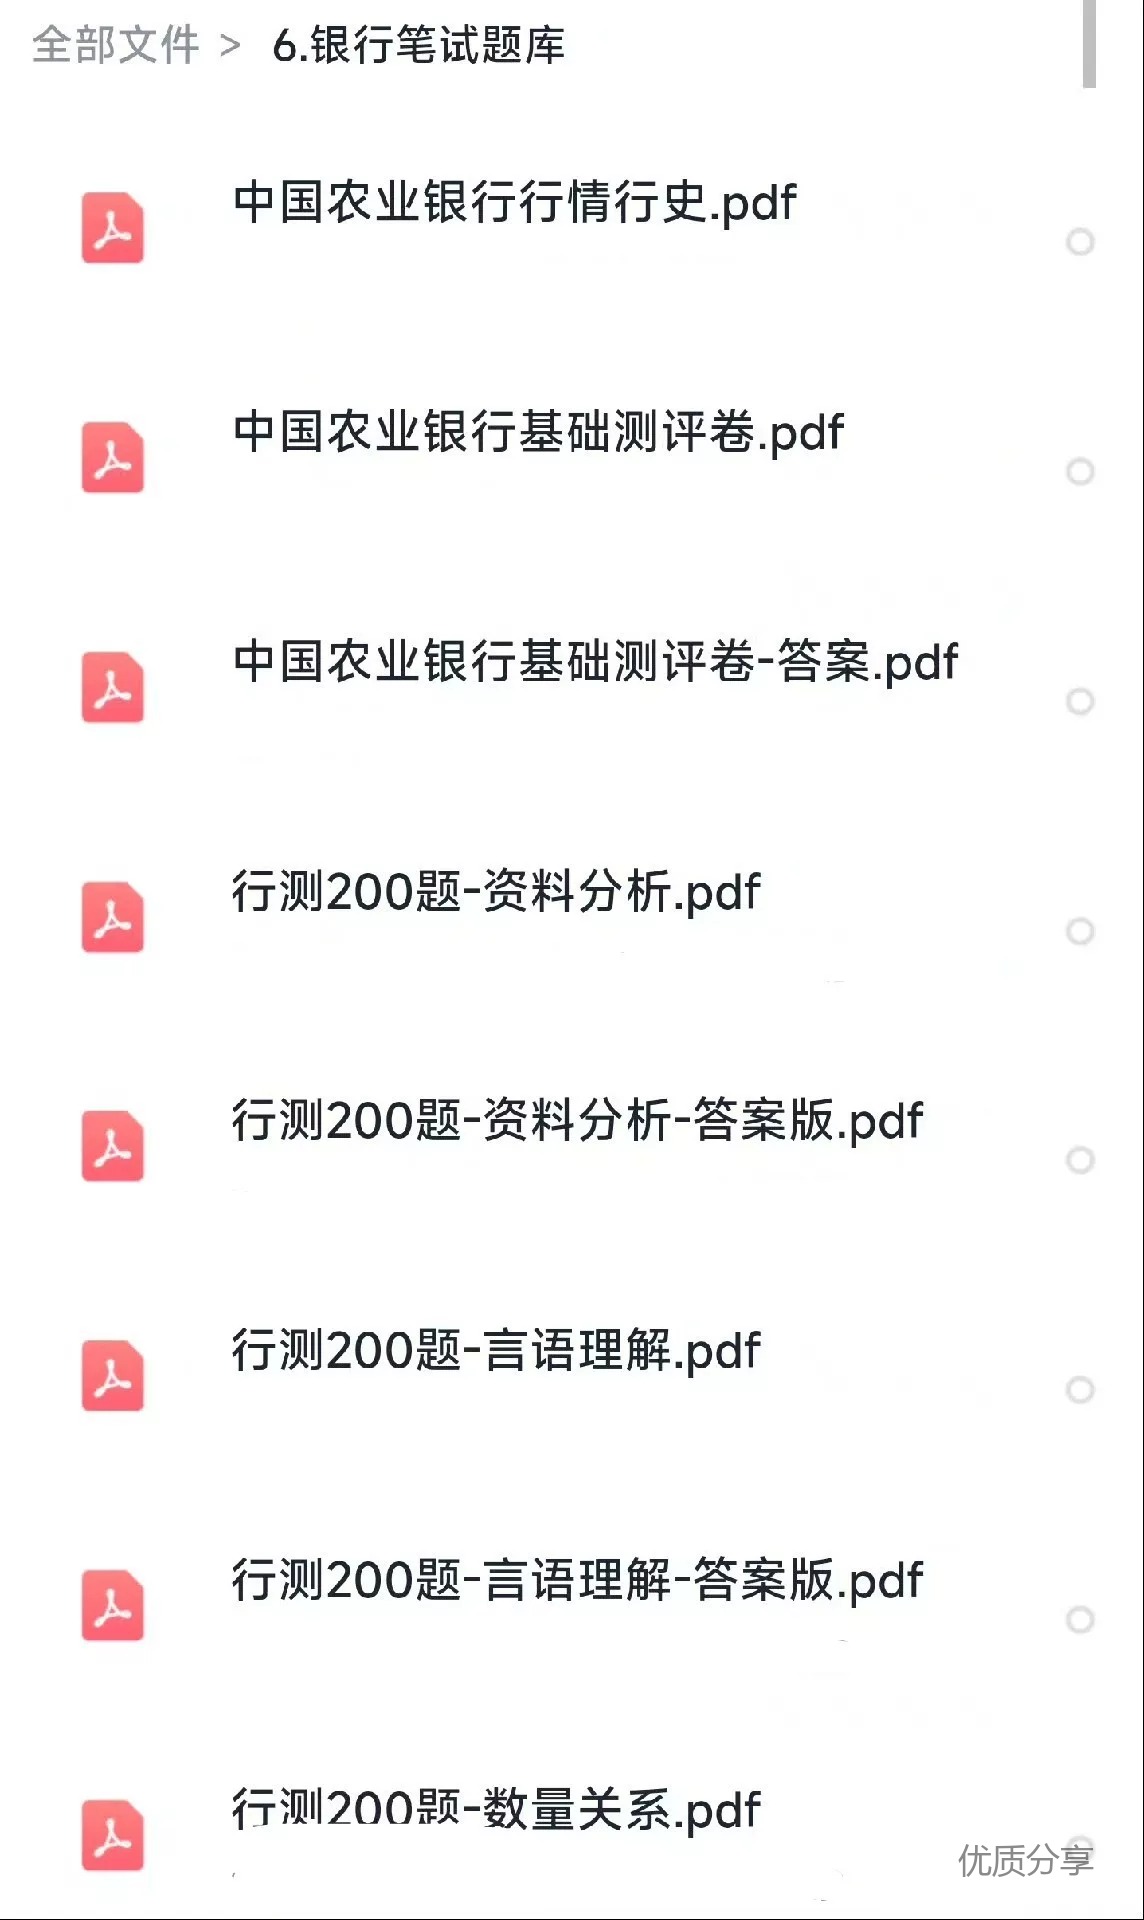 全部文件 > 6.银行笔试题库
中国农业银行行情行史.pdf
中国农业银行基础测评卷.pdf
中国农业银行基础测评卷-答案.pdf
行测200题-资料分析.pdf
行测200题-资料分析-答案版.pdf
行测200题-言语理解.pdf
行测200题-言语理解-答案版.pdf
行测200题-数量关系.pdf
优质分享